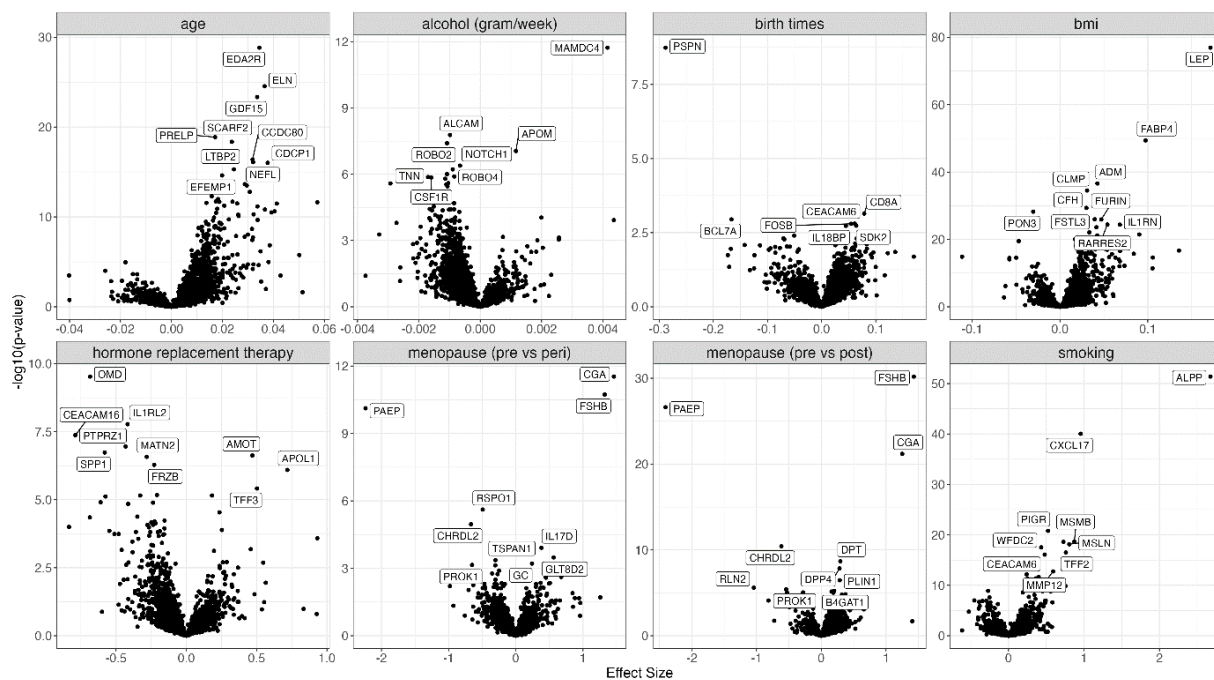 age
alcohol (gram/week)
birth times
bmi
30
20
10
0
EDA2R
ELN
GDF15
SCARF2
PRELP
CCDC80
LTBP2
CDCP1
NEFL
EFEMP1
-0.04
-0.02
0.00
0.02
0.04
0.06
12
9
6
3
0
MAMDC4
ALCAM
APOM
ROBO2
NOTCH1
TNN
ROBO4
CSF1R
-0.004
-0.002
0.000
0.002
0.004
7.5
5.0
2.5
0.0
PSPN
CD8A
CEACAM6
FOSB
BCL7A
IL18BP
SDK2
-0.3
-0.2
-0.1
0.0
0.1
80
60
40
20
0
LEP
FABP4
ADM
CLMP
CFH
FURIN
PON3
FSTL3
IL1RN
RARRES2
-0.1
0.0
0.1
-log10(p-value)
hormone replacement therapy
menopause (pre vs peri)
menopause (pre vs post)
smoking
10.0
7.5
5.0
2.5
0.0
OMD
CEACAM16
IL1RL2
PTPRZ1
MATN2
AMOT
SPP1
APOL1
FRZB
TFF3
-0.5
0.0
0.5
1.0
12
9
6
3
0
CGA
FSHB
PAEP
RSPO1
CHRDL2
IL17D
TSPAN1
GLT8D2
PROK1
GC
-2
-1
0
1
30
20
10
0
FSHB
PAEP
CGA
CHRDL2
DPT
RLN2
DPP4
PLIN1
PROK1
B4GAT1
-2
-1
0
1
50
40
30
20
10
0
ALPP
CXCL17
PIGR
MSMB
WFDC2
MSLN
CEACAM6
TFF2
MMP12
0
1
2
Effect Size